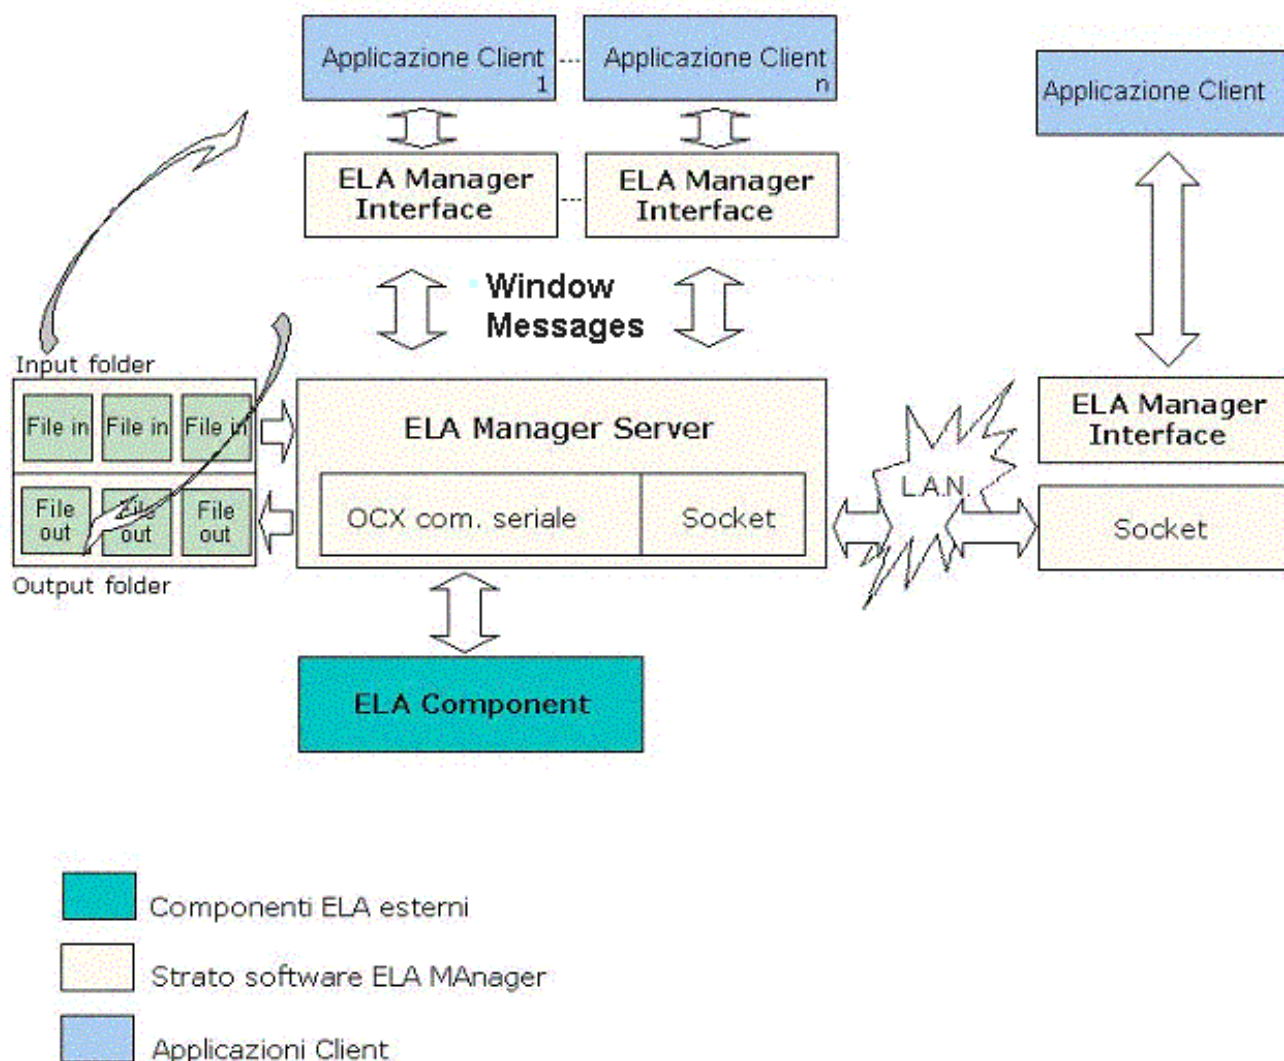 Applicazione Client
1
Applicazione Client
n
Applicazione Client
ELA Manager
Interface
ELA Manager
Interface
Window
Messages
Input folder
File in
File in
File in
ELA Manager Server
ELA Manager
Interface
File
out
File
out
File
out
OCX com. seriale
Socket
L.A.N.
Socket
Output folder
ELA Component
Componenti ELA esterni
Strato software ELA MAnager
Applicazioni Client